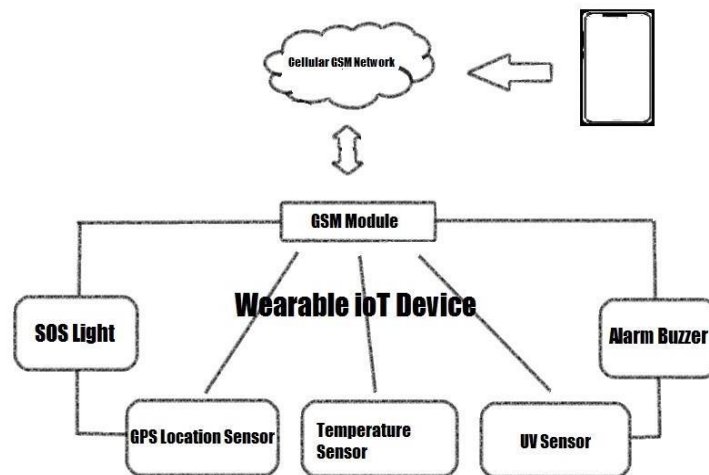 Cellular GSM Network
GSM Module
Wearable ioT Device
SOS Light
Alarm Buzzer
GPS Location Sensor
Temperature
Sensor
UV Sensor